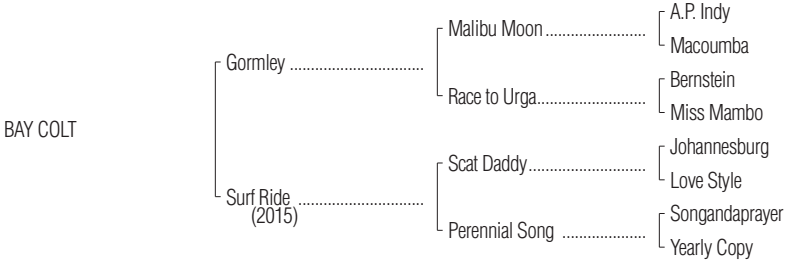 A.P. Indy
Malibu Moon ........................
Macoumba
Gormley ................................
Bernstein
Race to Urga..........................
Miss Mambo
BAY COLT
Johannesburg
Scat Daddy............................
Love Style
Surf Ride ..............................
(2015)
Songandaprayer
Perennial Song ....................
Yearly Copy